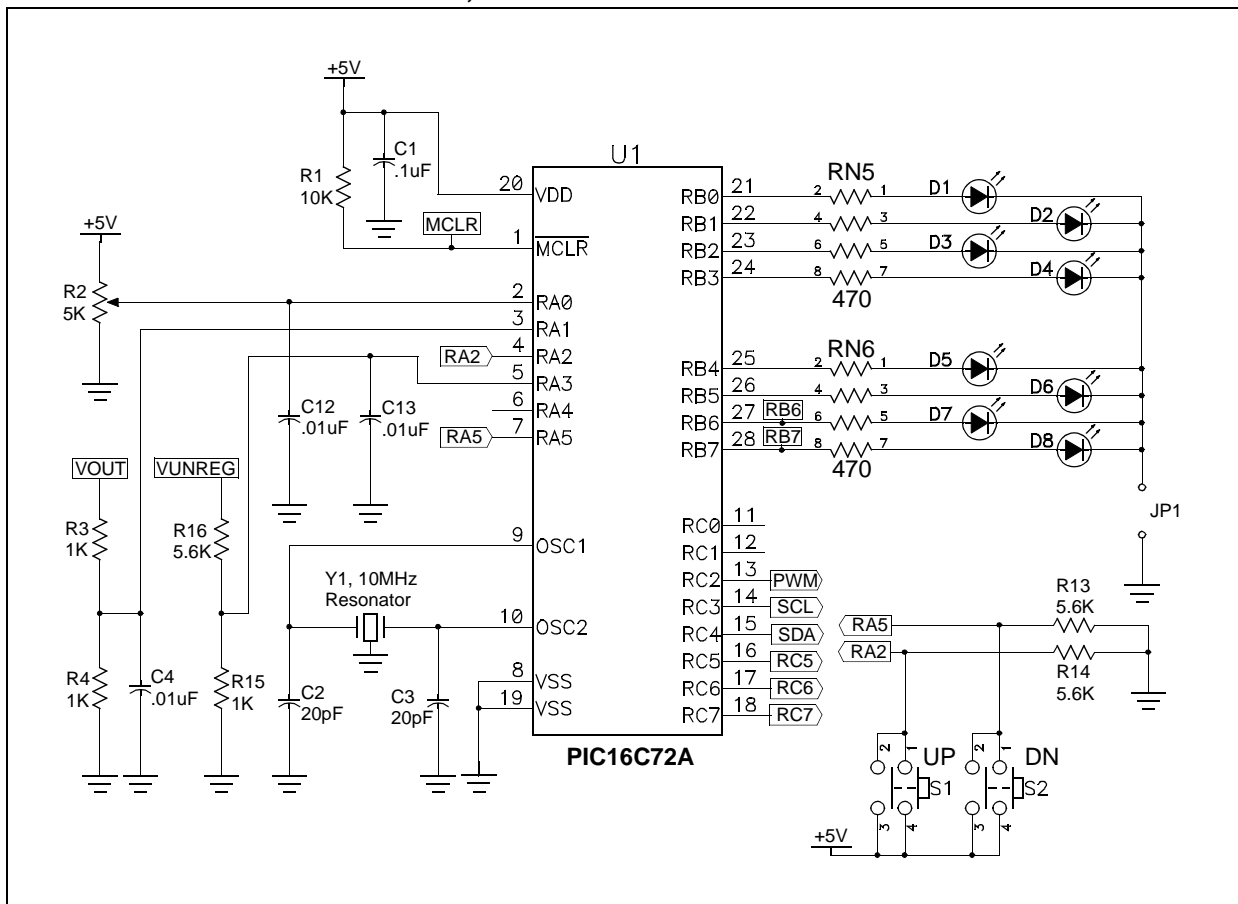 +5V
R1
10K
C1
.1uF
MCLR
+5V
R2
5K
U1
20 VDD
1 MCLR
2 RA0
3 RA1
RA2 4 RA2
5 RA3
6 RA4
RA5 7 RA5
9 OSC1
10 OSC2
8 VSS
19 VSS
PIC16C72A
C12
.01uF
C13
.01uF
VOUT
VUNREG
R3
1K
R16
5.6K
Y1, 10MHz
Resonator
R4
1K
C4
.01uF
R15
1K
C2
20pF
C3
20pF
RN5
RB0 21 2 1 D1
RB1 22 4 3 D2
RB2 23 6 5 D3
RB3 24 8 7 D4
470
RN6
RB4 25 2 1 D5
RB5 26 4 3 D6
RB6 27 RB6 6 5 D7
RB7 28 RB7 8 7 D8
470
JP1
RC0 11
RC1 12
RC2 13 PWM
RC3 14 SCL
RC4 15 SDA
RC5 16 RC5
RC6 17 RC6
RC7 18 RC7
R13
5.6K
RA5
RA2
R14
5.6K
2 1 UP
S1
3 4
2 1 DN
S2
3 4
+5V